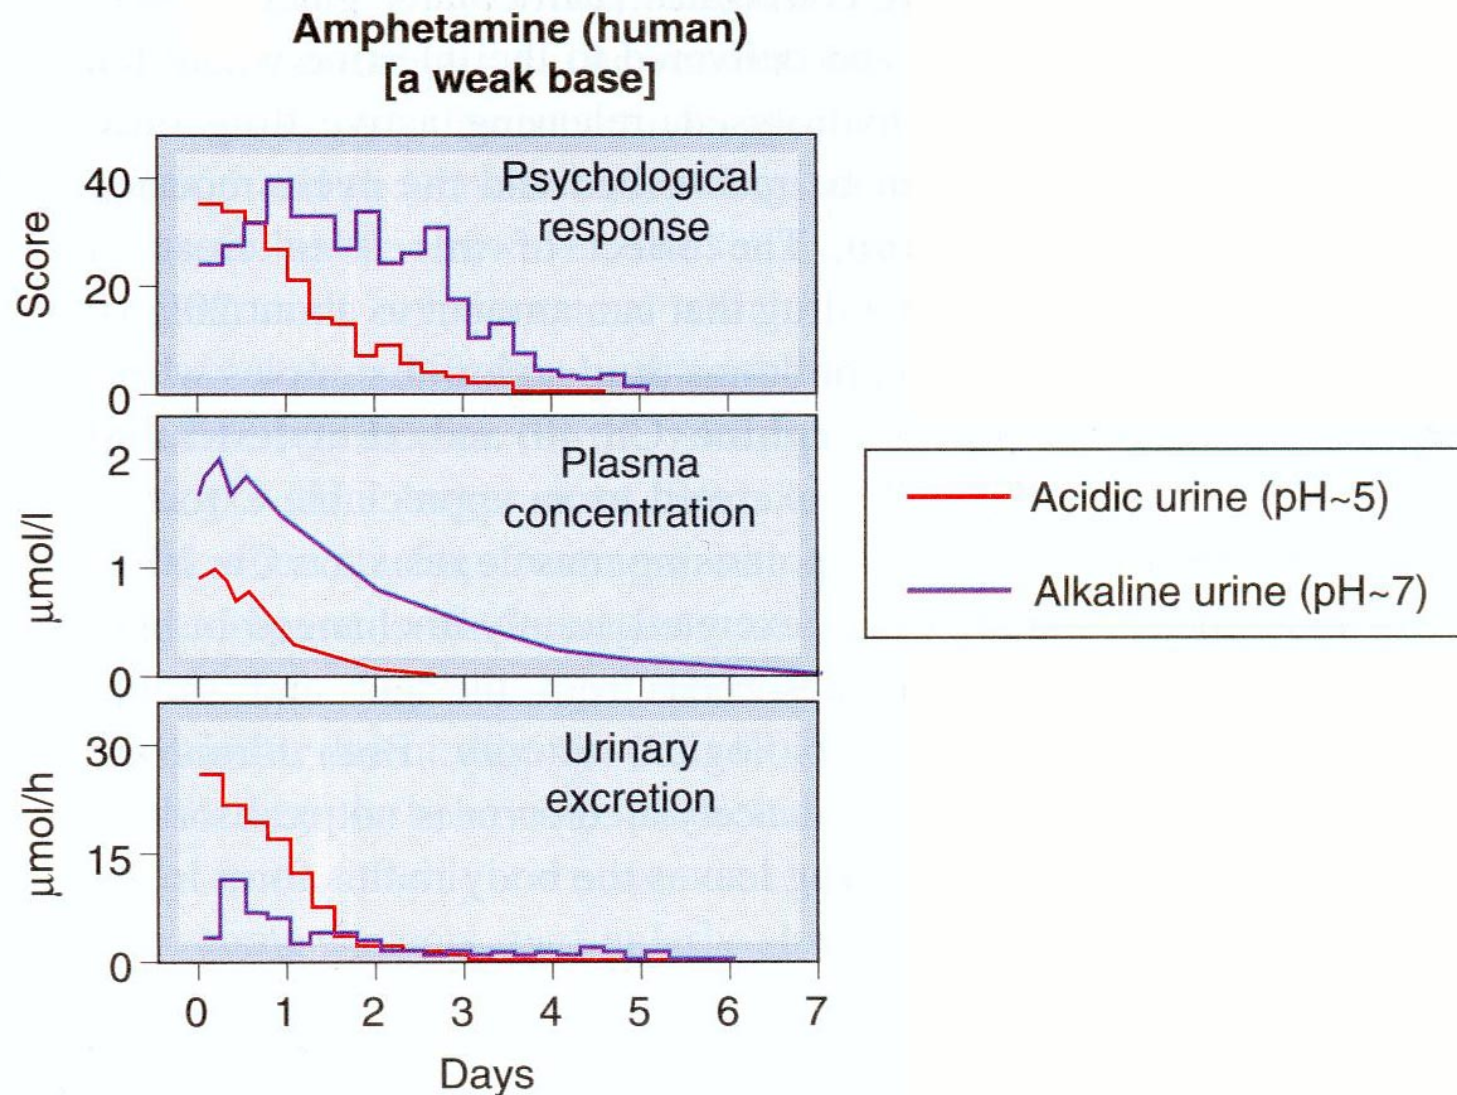 Amphetamine (human)
[a weak base]
Psychological
response
Score
40
20
0
Plasma
concentration
μmol/l
2
1
0
Acidic urine (pH~5)
Alkaline urine (pH~7)
Urinary
excretion
μmol/h
30
15
0
0 1 2 3 4 5 6 7
Days